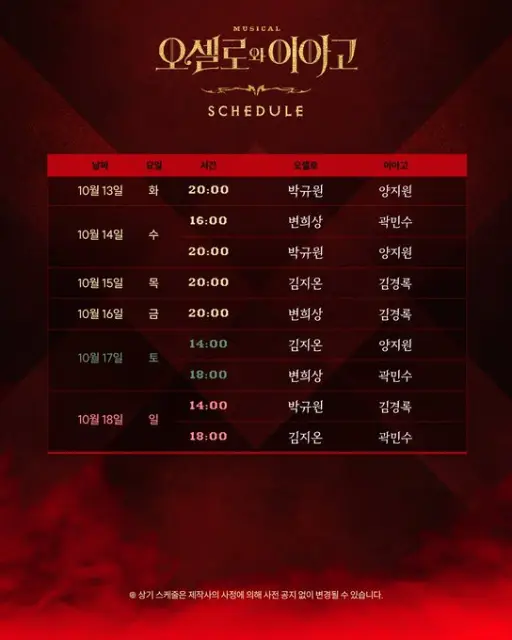 MUSICAL
오셀로와 이아고
SCHEDULE
날짜 요일 시간 오셀로 이아고
10월 13일 화 20:00 박규원 양지원
10월 14일 수 16:00 변희상 곽민수
20:00 박규원 양지원
10월 15일 목 20:00 김지온 김경록
10월 16일 금 20:00 변희상 김경록
10월 17일 토 14:00 김지온 양지원
18:00 변희상 곽민수
10월 18일 일 14:00 박규원 김경록
18:00 김지온 곽민수
※ 상기 스케줄은 제작사의 사정에 의해 사전 공지 없이 변경될 수 있습니다.